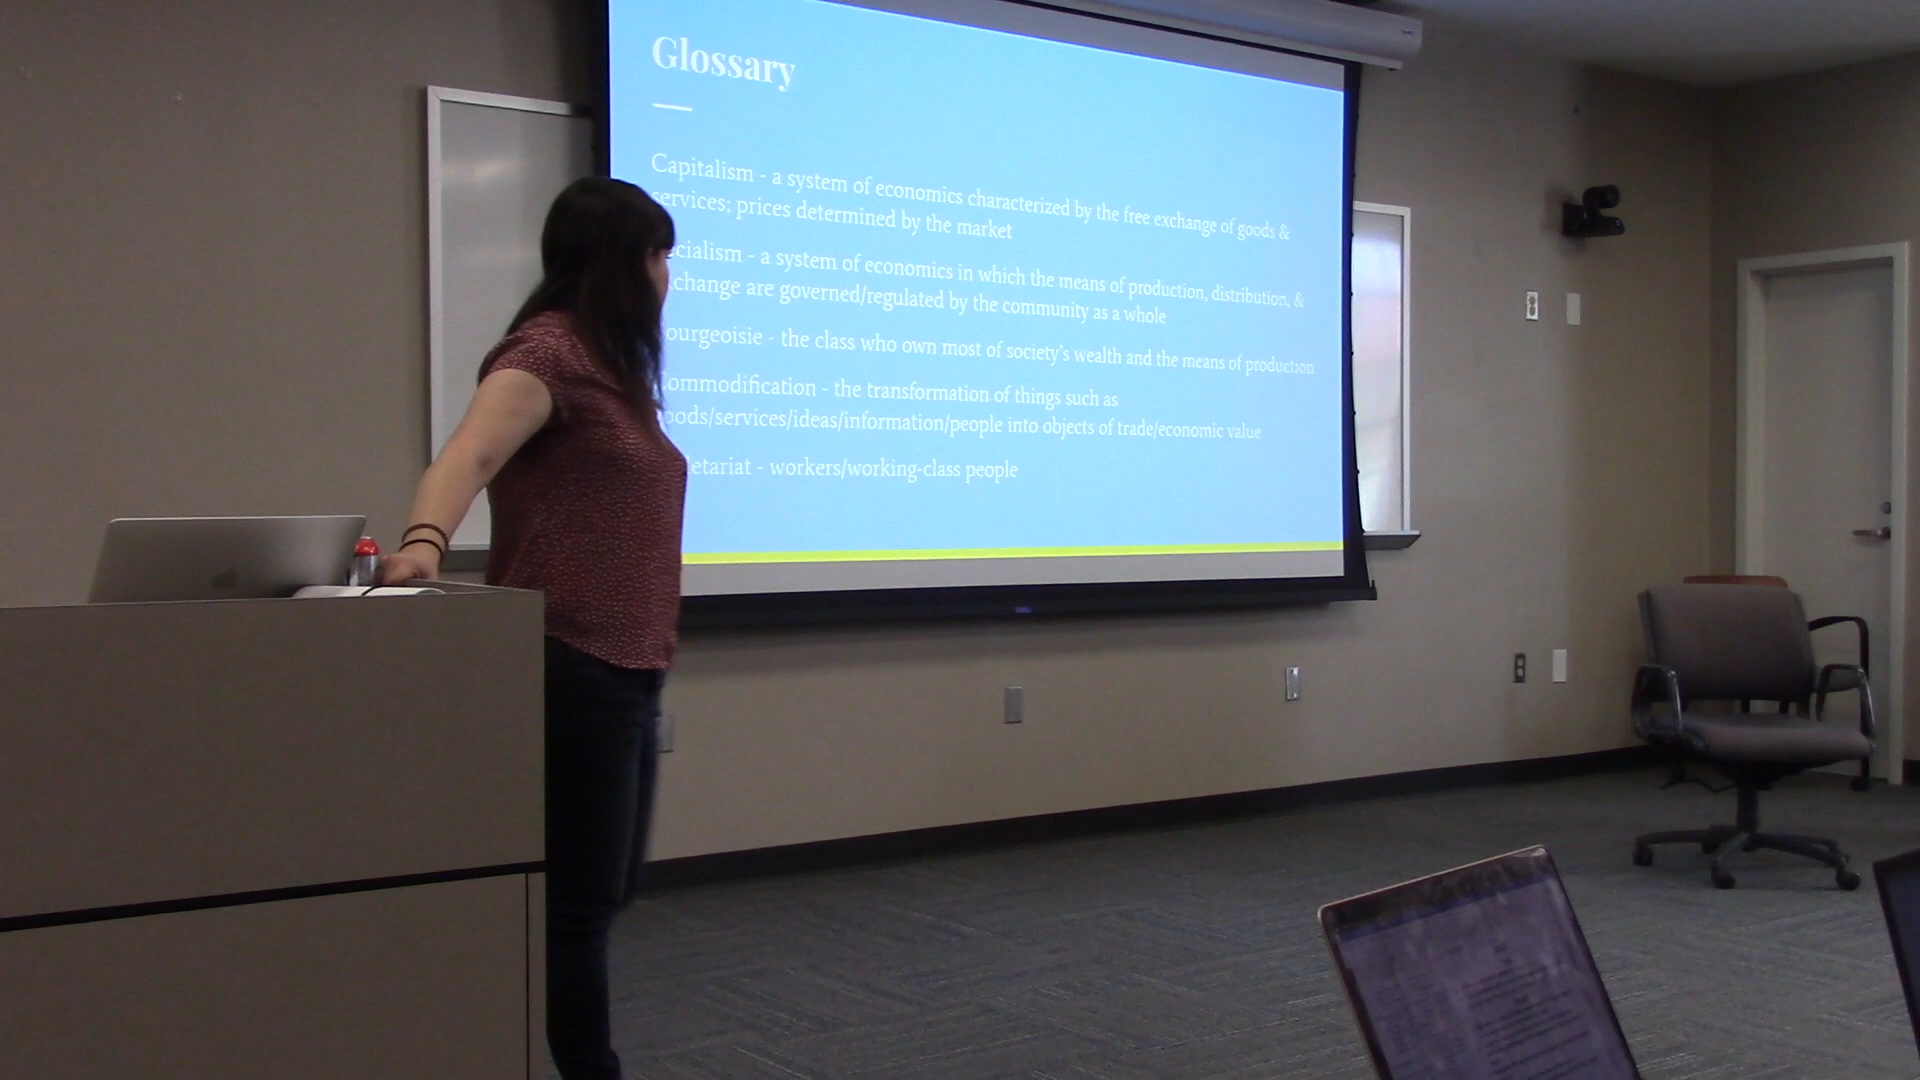 Glossary
Capitalism - a system of economics characterized by the free exchange of goods &
services; prices determined by the market
ocialism - a system of economics in which the means of production, distribution, &
xchange are governed/regulated by the community as a whole
ourgeoisie - the class who own most of society's wealth and the means of production
ommodification - the transformation of things such as
oods/services/ideas/information/people into objects of trade/economic value
letariat - workers/working-class people